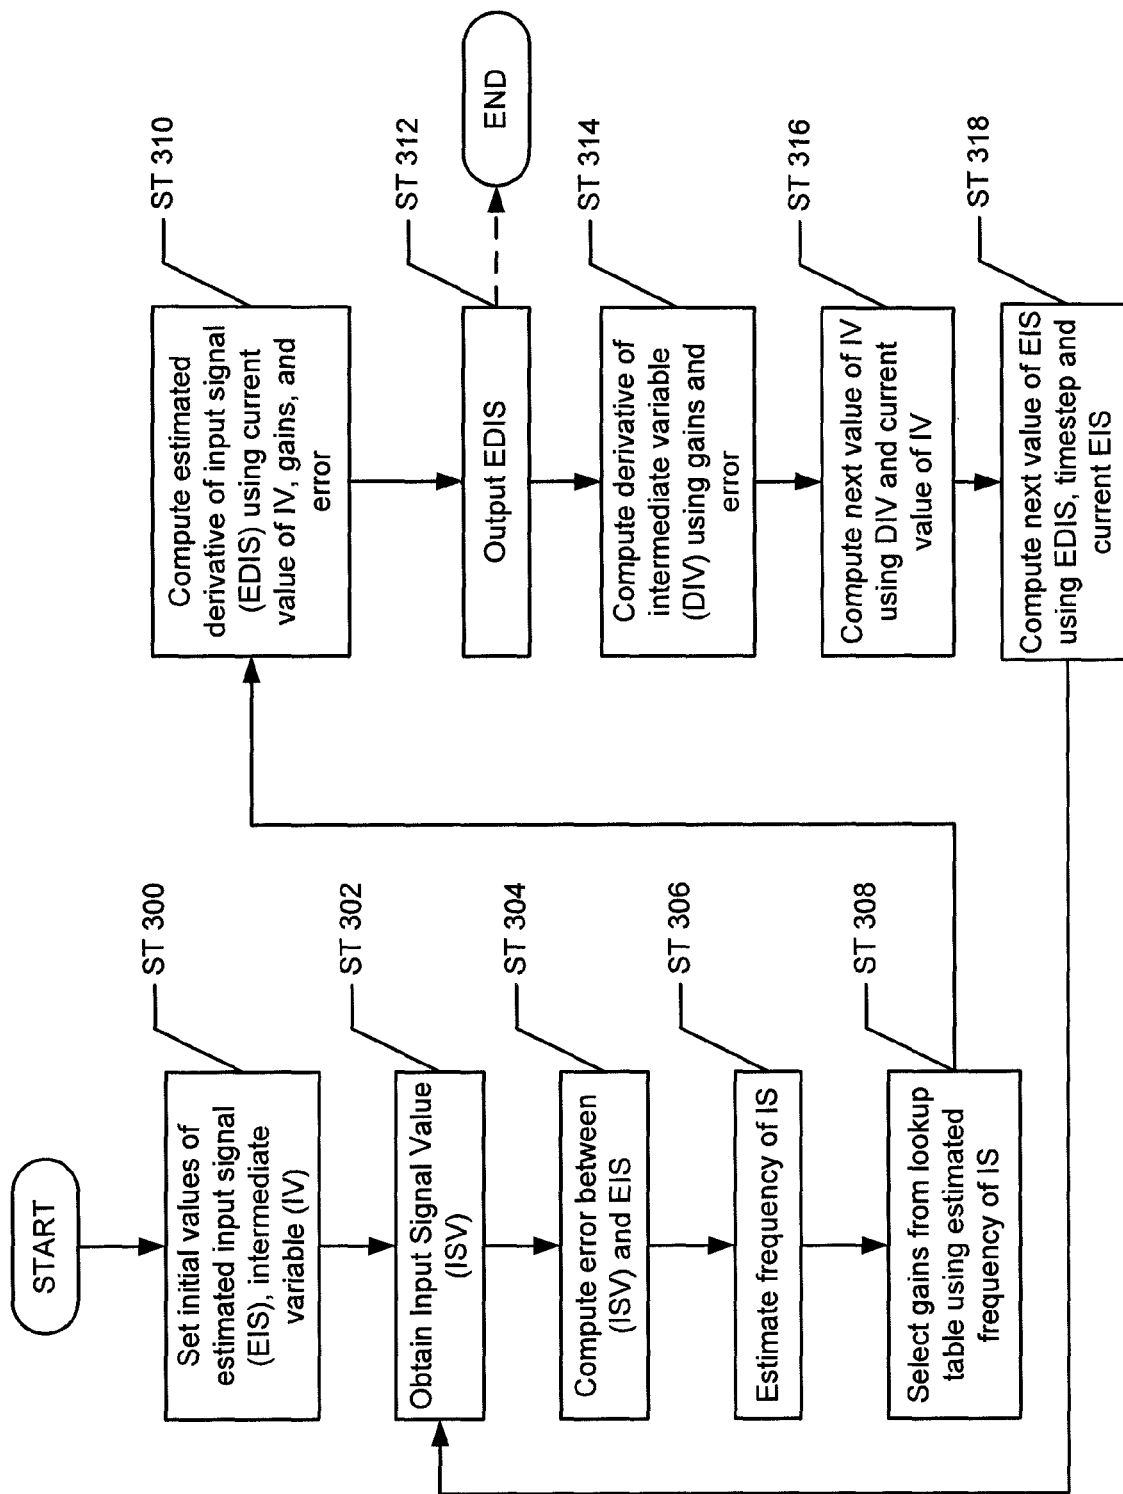 START
Set initial values of
estimated input signal
(EIS), intermediate
variable (IV)
ST 300
Obtain Input Signal Value
(ISV)
ST 302
Compute error between
(ISV) and EIS
ST 304
Estimate frequency of IS
ST 306
Select gains from lookup
table using estimated
frequency of IS
ST 308
Compute estimated
derivative of input signal
(EDIS) using current
value of IV, gains, and
error
ST 310
Output EDIS
ST 312
END
Compute derivative of
intermediate variable
(DIV) using gains and
error
ST 314
Compute next value of IV
using DIV and current
value of IV
ST 316
Compute next value of EIS
using EDIS, timestep and
current EIS
ST 318